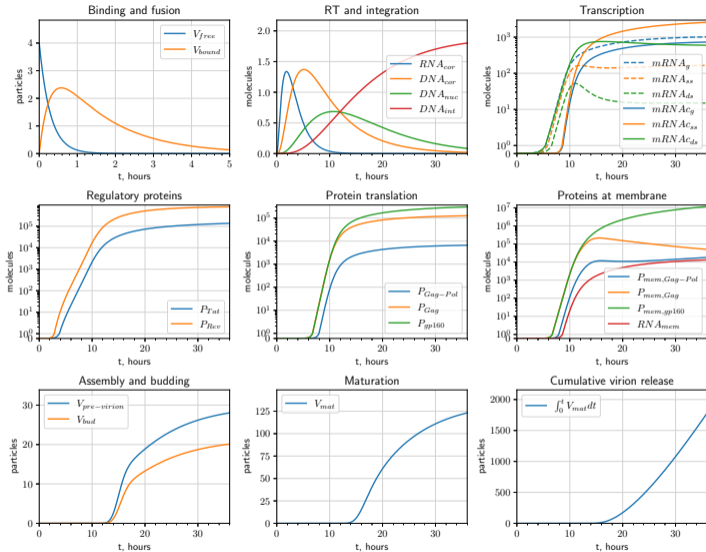 Binding and fusion
particles
4
3
2
1
0
V_free
V_bound
0 1 2 3 4 5
t, hours
RT and integration
molecules
2.0
1.5
1.0
0.5
0.0
RNA_cor
DNA_cor
DNA_nuc
DNA_int
0 10 20 30
t, hours
Transcription
molecules
10^3
10^2
10^1
10^0
0
mRNA_g
mRNA_ss
mRNA_ds
mRNAc_g
mRNAc_ss
mRNAc_ds
0 10 20 30
t, hours
Regulatory proteins
molecules
10^5
10^4
10^3
10^2
10^1
10^0
0
P_Tat
P_Rev
0 10 20 30
t, hours
Protein translation
molecules
10^5
10^4
10^3
10^2
10^1
10^0
0
P_Gag−Pol
P_Gag
P_gp160
0 10 20 30
t, hours
Proteins at membrane
molecules
10^7
10^6
10^5
10^4
10^3
10^2
10^1
10^0
0
P_mem,Gag−Pol
P_mem,Gag
P_mem,gp160
RNA_mem
0 10 20 30
t, hours
Assembly and budding
particles
30
20
10
0
V_pre−virion
V_bud
0 10 20 30
t, hours
Maturation
particles
125
100
75
50
25
0
V_mat
0 10 20 30
t, hours
Cumulative virion release
particles
2000
1500
1000
500
0
∫_0^t V_mat dt
0 10 20 30
t, hours